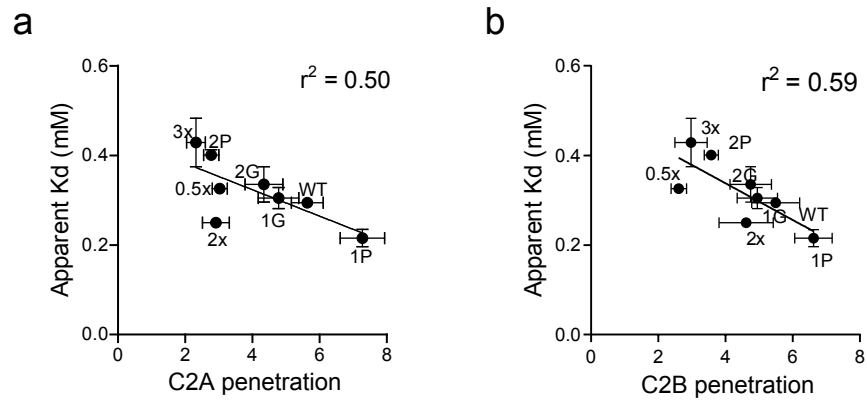 a
r² = 0.50
0.6
0.4
0.2
0.0
Apparent Kd (mM)
3x
2P
2G
0.5x
WT
1G
2x
1P
0
2
4
6
8
C2A penetration
b
r² = 0.59
0.6
0.4
0.2
0.0
Apparent Kd (mM)
3x
2P
2G
0.5x
1G
WT
2x
1P
0
2
4
6
8
C2B penetration